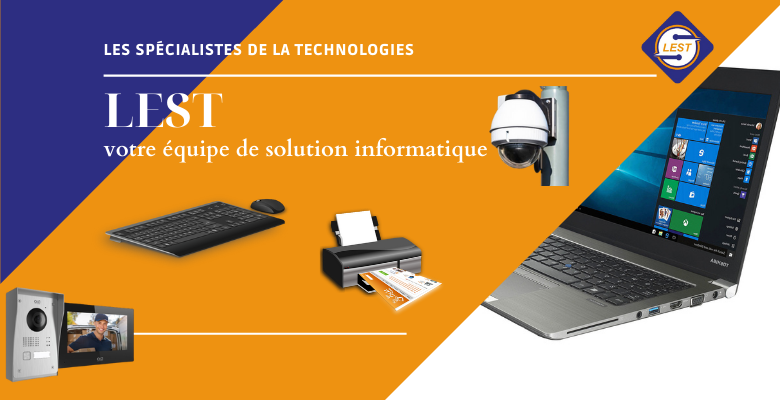 LES SPÉCIALISTES DE LA TECHNOLOGIES
LEST
LEST
votre équipe de solution informatique